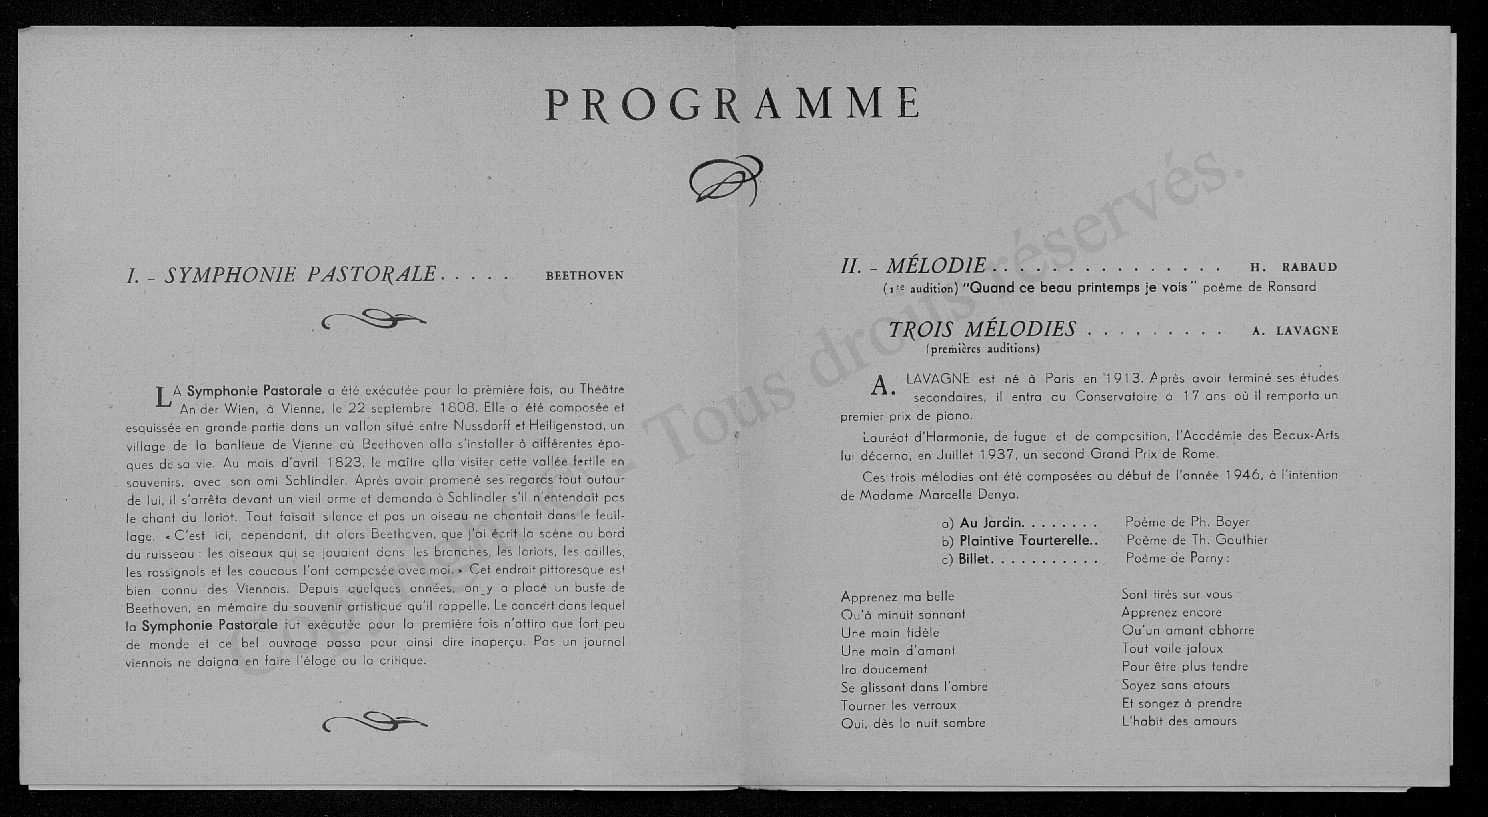 PROGRAMME
I. - SYMPHONIE PASTORALE. . . . . BEETHOVEN
LA Symphonie Pastorale a été exécutée pour la prèmière fois, au Théâtre
An der Wien, à Vienne, le 22 septembre 1808. Elle a été composée et
esquissée en grande partie dans un vallon situé entre Nussdorff et Heiligenstad, un
village de la banlieue de Vienne où Beethoven alla s'installer à différentes épo-
ques de sa vie. Au mois d'avril 1823, le maître alla visiter cette vallée fertile en
souvenirs, avec son ami Schlindler. Après avoir promené ses regards tout autour
de lui, il s'arrêta devant un vieil orme et demanda à Schlindler s'il n'entendait pas
le chant du loriot. Tout faisait silence et pas un oiseau ne chantait dans le feuil-
lage. « C'est ici, cependant, dit alors Beethoven, que j'ai écrit la scène au bord
du ruisseau : les oiseaux qui se jouaient dans les branches, les loriots, les cailles,
les rossignols et les coucous l'ont composée avec moi. » Cet endroit pittoresque est
bien connu des Viennois. Depuis quelques années, on y a placé un buste de
Beethoven, en mémoire du souvenir artistique qu'il rappelle. Le concert dans lequel
la Symphonie Pastorale fut exécutée pour la première fois n'attira que fort peu
de monde et ce bel ouvrage passa pour ainsi dire inaperçu. Pas un journal
viennois ne daigna en faire l'éloge ou la critique.
II. - MÉLODIE. . . . . . . . . . . . . . . H. RABAUD
(1re audition) "Quand ce beau printemps je vois" poème de Ronsard
TROIS MÉLODIES . . . . . . . . . A. LAVAGNE
(premières auditions)
A. LAVAGNE est né à Paris en 1913. Après avoir terminé ses études
secondaires, il entra au Conservatoire à 17 ans où il remporta un
premier prix de piano.
Lauréat d'Harmonie, de fugue et de composition, l'Académie des Beaux-Arts
lui décerna, en Juillet 1937, un second Grand Prix de Rome.
Ces trois mélodies ont été composées au début de l'année 1946, à l'intention
de Madame Marcelle Denya.
a) Au Jardin. . . . . . . . Poème de Ph. Boyer
b) Plaintive Tourterelle.. Poème de Th. Gauthier
c) Billet. . . . . . . . . . . Poème de Parny :
Apprenez ma belle
Qu'à minuit sonnant
Une main fidèle
Une main d'amant
Ira doucement
Se glissant dans l'ombre
Tourner les verroux
Qui, dès la nuit sombre
Sont tirés sur vous
Apprenez encore
Qu'un amant abhorre
Tout voile jaloux
Pour être plus tendre
Soyez sans atours
Et songez à prendre
L'habit des amours
Copyright © - Tous droits réservés.